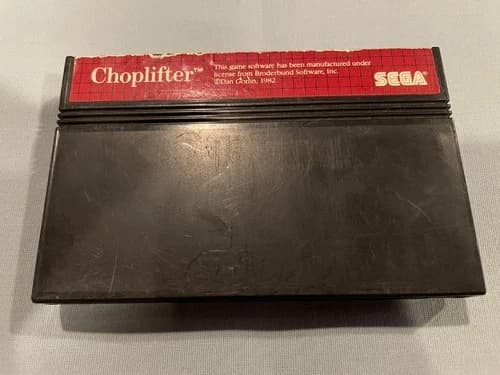 Choplifter™
This game software has been manufactured under
license from Broderbund Software, Inc.
©Dan Gorlin, 1982.
SEGA®